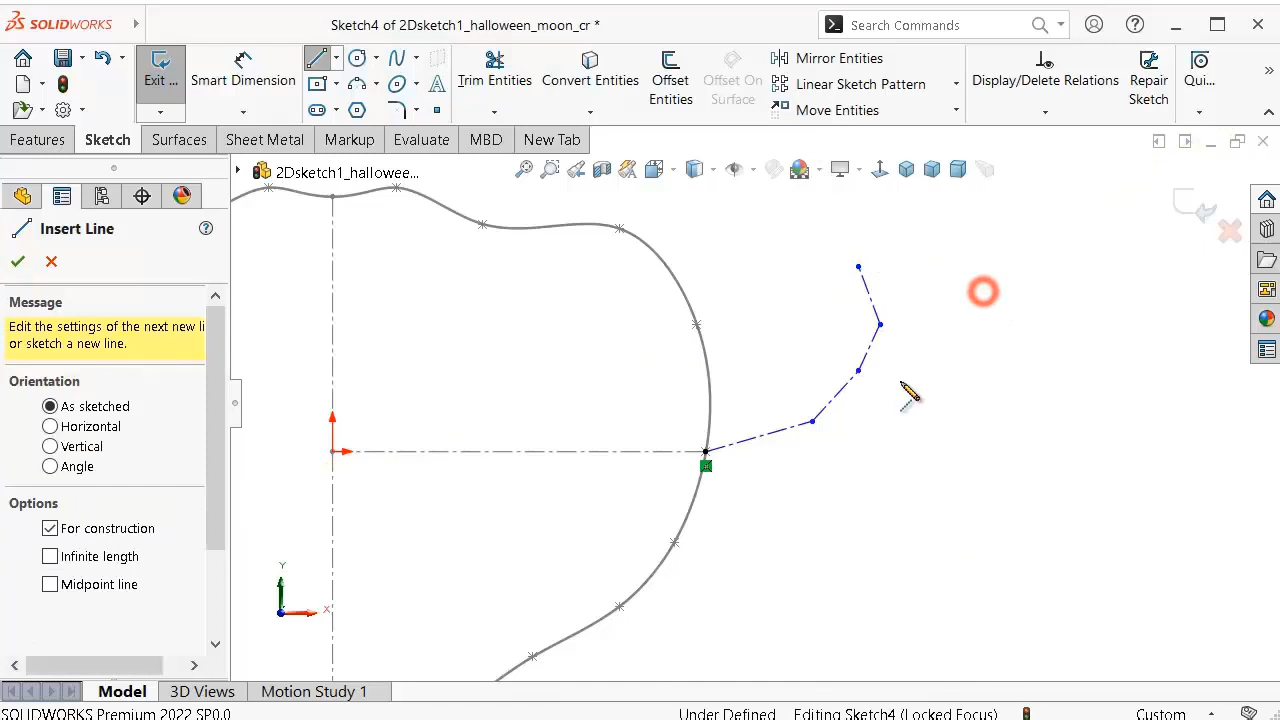 SOLIDWORKS
Sketch4 of 2Dsketch1_halloween_moon_cr *
Search Commands
Exit ...
Smart Dimension
Trim Entities
Convert Entities
Offset Entities
Offset On Surface
Mirror Entities
Linear Sketch Pattern
Move Entities
Display/Delete Relations
Repair Sketch
Qui...
Features
Sketch
Surfaces
Sheet Metal
Markup
Evaluate
MBD
New Tab
2Dsketch1_hallowee...
Insert Line
Message
Edit the settings of the next new li
or sketch a new line.
Orientation
As sketched
Horizontal
Vertical
Angle
Options
For construction
Infinite length
Midpoint line
Y
X
Model
3D Views
Motion Study 1
SOLIDWORKS Premium 2022 SP0.0
Under Defined
Editing Sketch4 (Locked Focus)
Custom